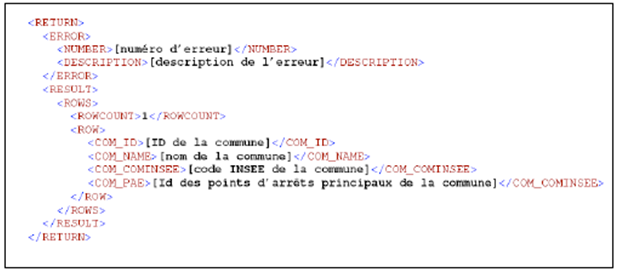 <RETURN>
<ERROR>
<NUMBER>[numéro d'erreur]</NUMBER>
<DESCRIPTION>[description de l'erreur]</DESCRIPTION>
</ERROR>
<RESULT>
<ROWS>
<ROWCOUNT>1</ROWCOUNT>
<ROW>
<COM_ID>[ID de la commune]</COM_ID>
<COM_NAME>[nom de la commune]</COM_NAME>
<COM_COMINSEE>[code INSEE de la commune]</COM_COMINSEE>
<COM_PAE>[Id des points d'arrêts principaux de la commune]</COM_COMINSEE>
</ROW>
</ROWS>
</RESULT>
</RETURN>